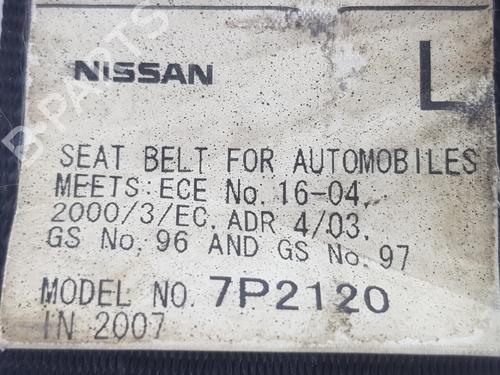 NISSAN
L
SEAT BELT FOR AUTOMOBILES
MEETS:ECE No. 16-04,
2000/3/EC, ADR 4/03,
GS No. 96 AND GS No. 97
MODEL NO. 7P2120
IN 2007
B-PARTS